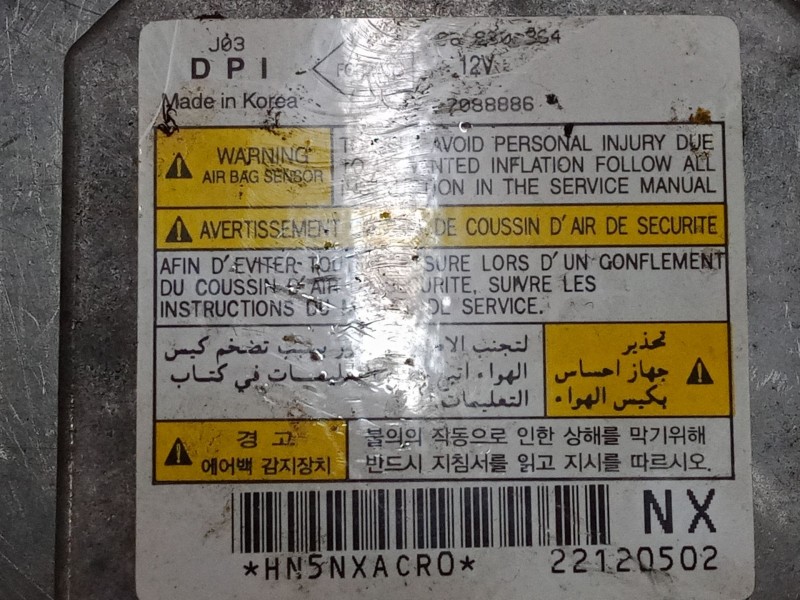 J03
DPI
12V
Made in Korea
7088886
WARNING
AIR BAG SENSOR
AVOID PERSONAL INJURY DUE
INFLATION FOLLOW ALL
IN THE SERVICE MANUAL
AVERTISSEMENT DE COUSSIN D'AIR DE SECURITE
AFIN D'EVITER LORS D'UN GONFLEMENT
DU COUSSIN D'AIR SUIVRE LES
INSTRUCTIONS DU DE SERVICE.
لتجنب تضخم كيس
الهواء في كتاب
التعليمات
تحذير
جهاز احساس
بكيس الهواء
경고
에어백 감지장치
불의의 작동으로 인한 상해를 막기위해
반드시 지침서를 읽고 지시를 따르시오.
NX
*HN5NXACRO*
22120502